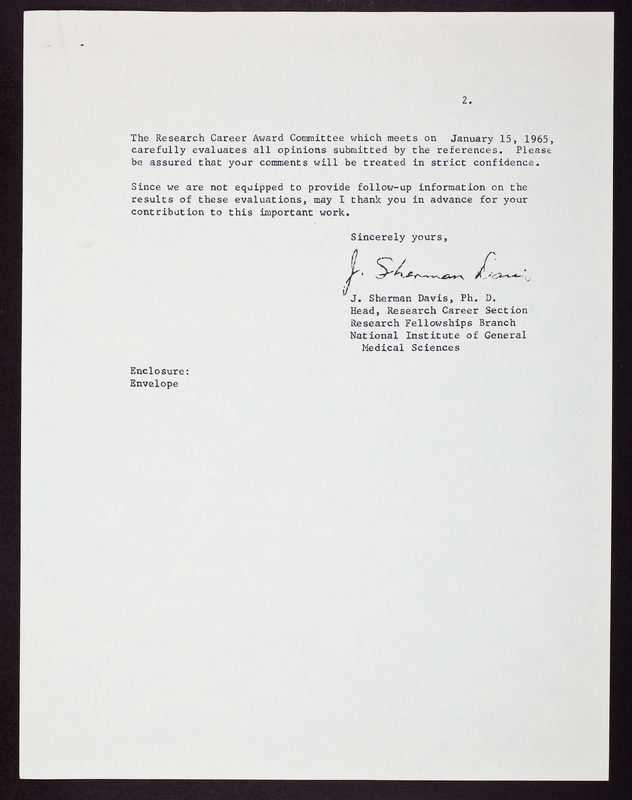 2.
The Research Career Award Committee which meets on January 15, 1965,
carefully evaluates all opinions submitted by the references. Please
be assured that your comments will be treated in strict confidence.
Since we are not equipped to provide follow-up information on the
results of these evaluations, may I thank you in advance for your
contribution to this important work.
Sincerely yours,
J. Sherman Davis
J. Sherman Davis, Ph. D.
Head, Research Career Section
Research Fellowships Branch
National Institute of General
Medical Sciences
Enclosure:
Envelope